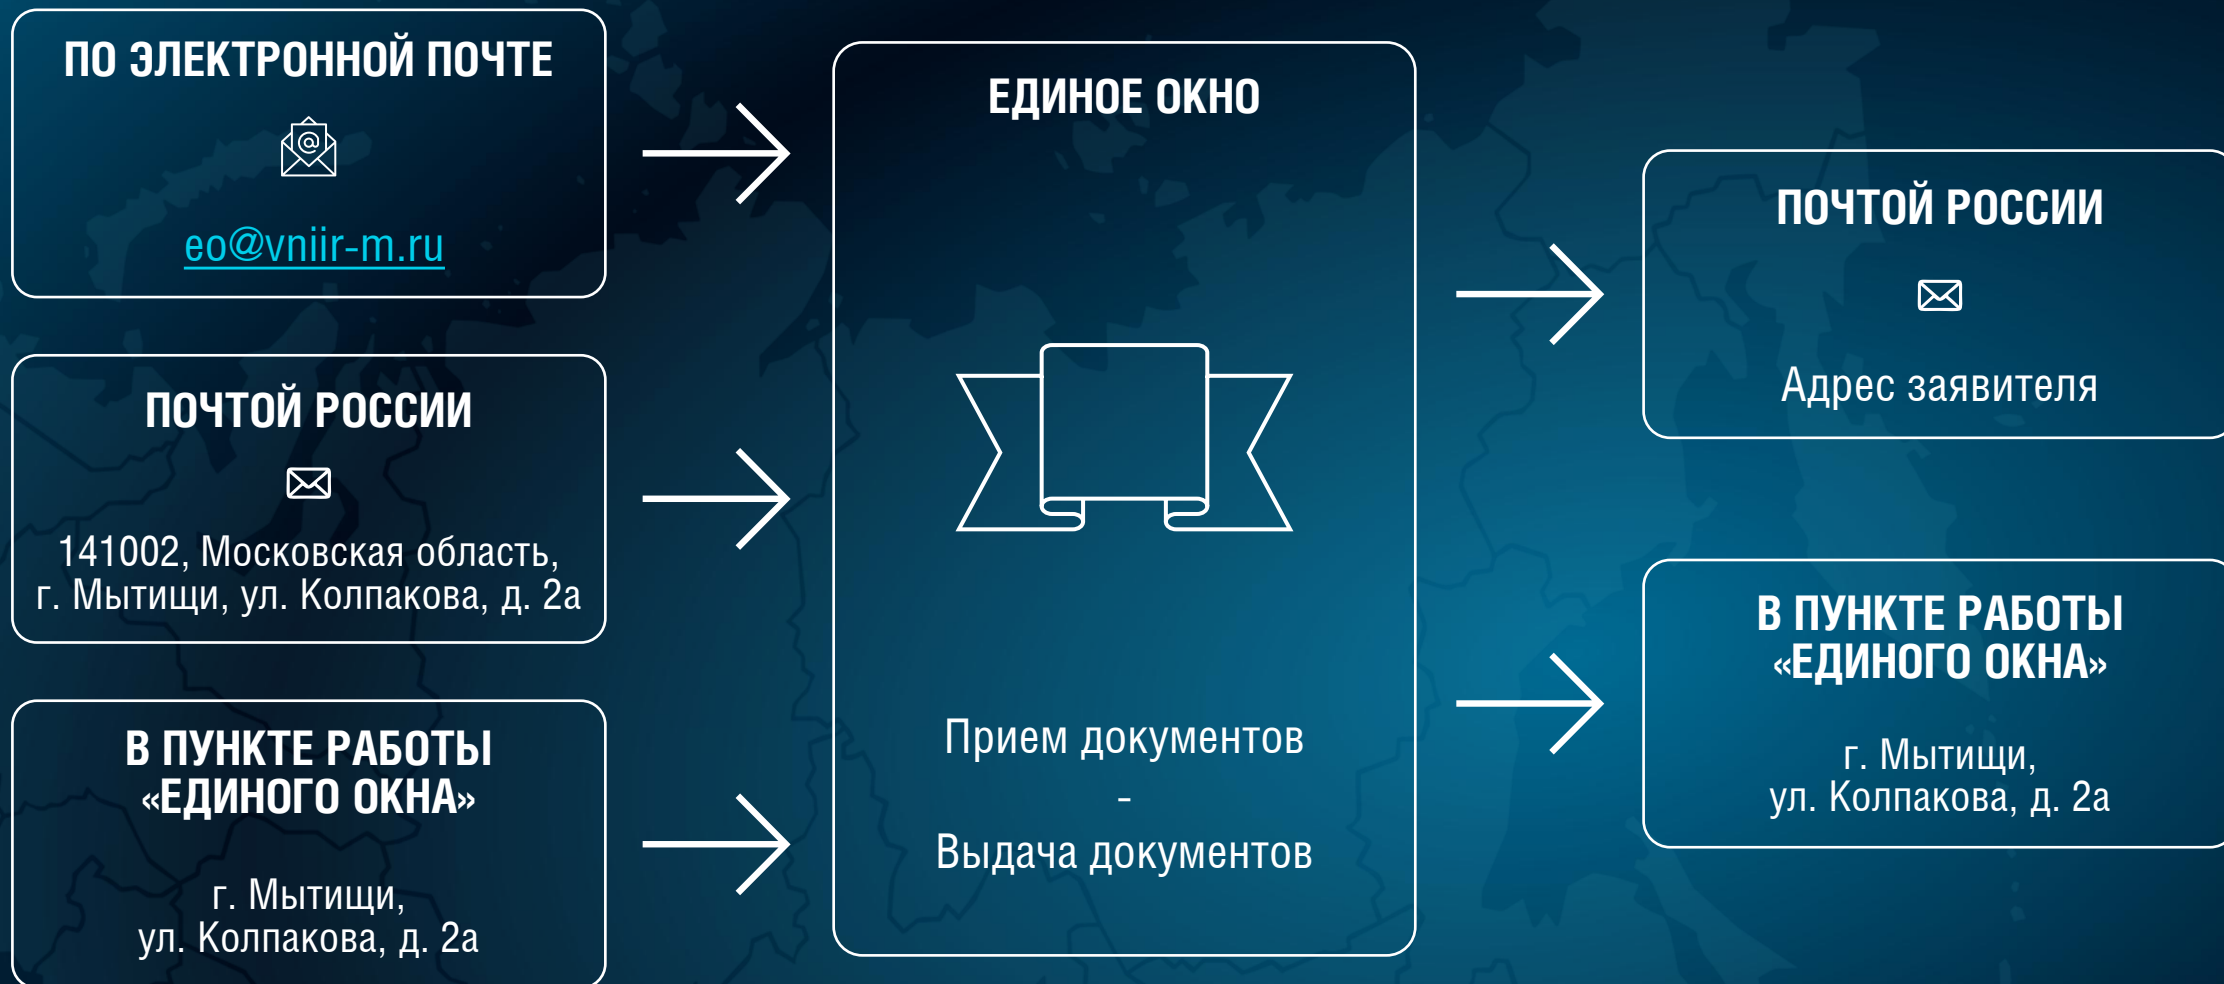 ПО ЭЛЕКТРОННОЙ ПОЧТЕ
eo@vniir-m.ru
ПОЧТОЙ РОССИИ
141002, Московская область,
г. Мытищи, ул. Колпакова, д. 2а
В ПУНКТЕ РАБОТЫ
«ЕДИНОГО ОКНА»
г. Мытищи,
ул. Колпакова, д. 2а
ЕДИНОЕ ОКНО
Прием документов
-
Выдача документов
ПОЧТОЙ РОССИИ
Адрес заявителя
В ПУНКТЕ РАБОТЫ
«ЕДИНОГО ОКНА»
г. Мытищи,
ул. Колпакова, д. 2а